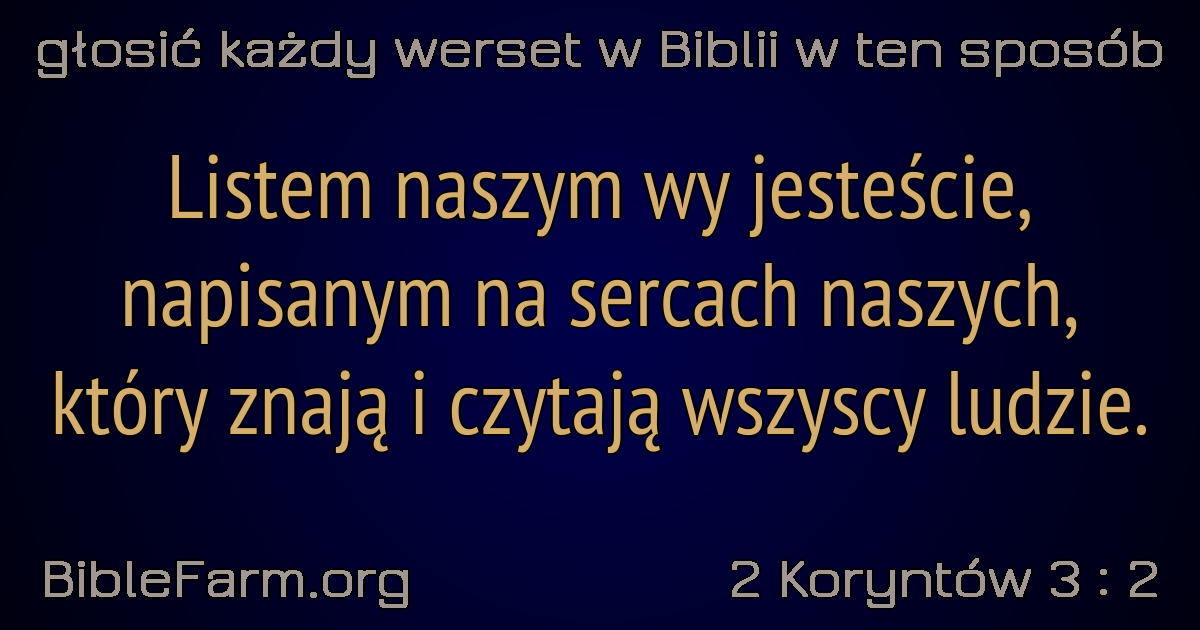 głosić każdy werset w Biblii w ten sposób
Listem naszym wy jesteście,
napisanym na sercach naszych,
który znają i czytają wszyscy ludzie.
BibleFarm.org
2 Koryntów 3 : 2